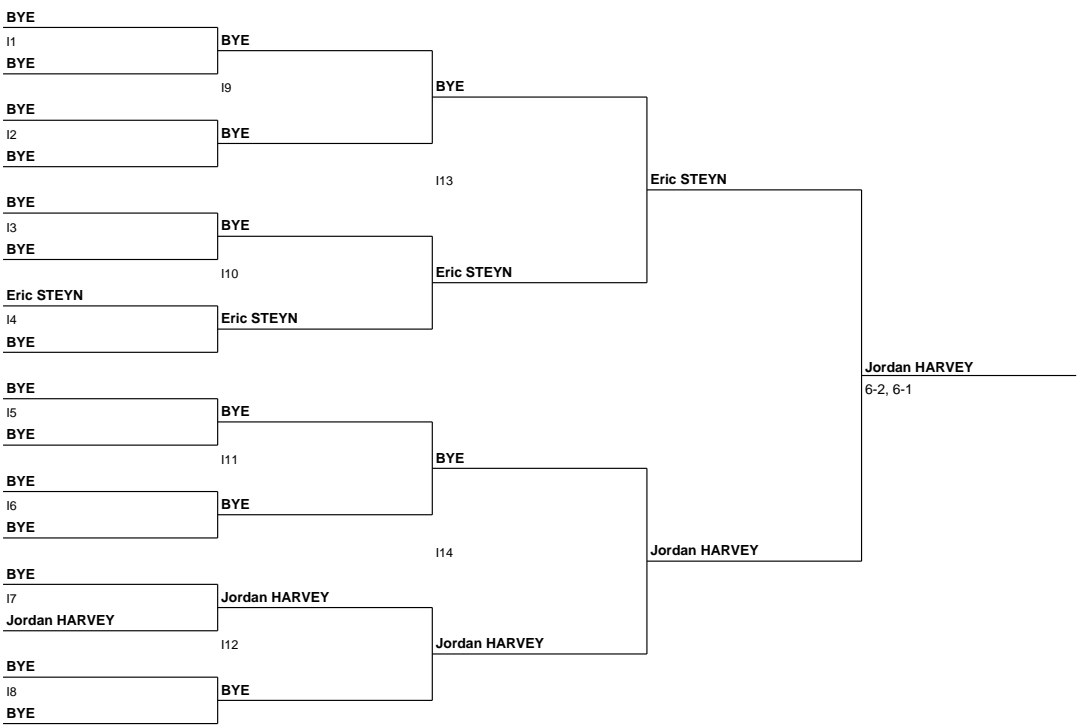 BYE
I1
BYE
BYE
I9
BYE
I2
BYE
BYE
BYE
I13
BYE
I3
BYE
BYE
I10
Eric STEYN
I4
BYE
Eric STEYN
Eric STEYN
Eric STEYN
Jordan HARVEY
6-2, 6-1
BYE
I5
BYE
BYE
I11
BYE
I6
BYE
BYE
BYE
I14
BYE
I7
Jordan HARVEY
Jordan HARVEY
I12
BYE
I8
BYE
BYE
Jordan HARVEY
Jordan HARVEY